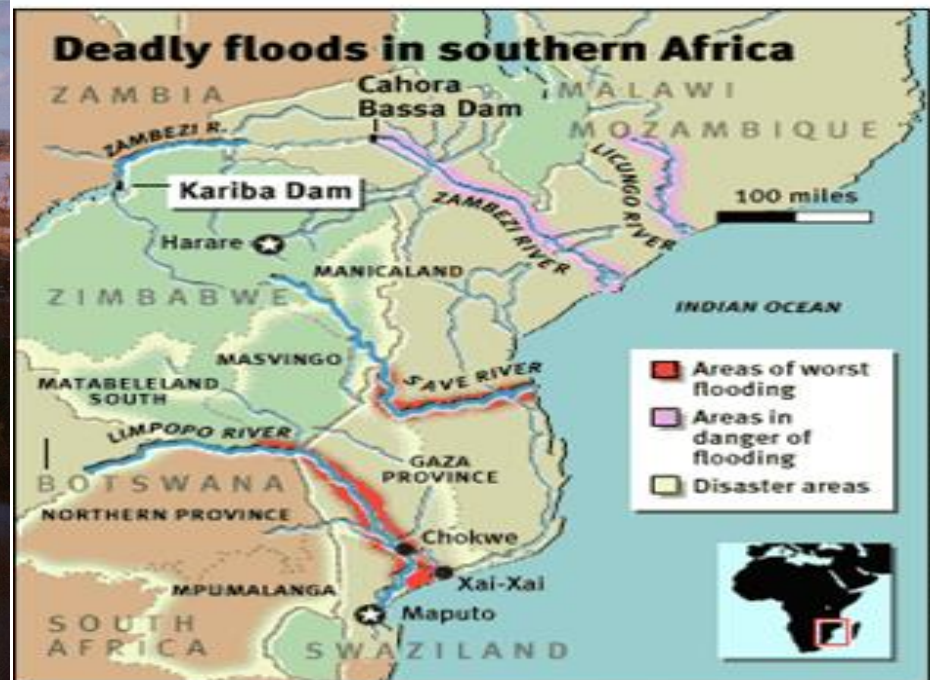 Deadly floods in southern Africa
ZAMBIA
Cahora
Bassa Dam
MALAWI
MOZAMBIQUE
ZAMBEZI R.
LICUNGO RIVER
Kariba Dam
100 miles
ZAMBEZI RIVER
Harare
MANICALAND
ZIMBABWE
INDIAN OCEAN
MASVINGO
SAVE RIVER
MATABELELAND
SOUTH
LIMPOPO RIVER
GAZA
PROVINCE
BOTSWANA
NORTHERN PROVINCE
Chokwe
Xai-Xai
MPUMALANGA
Maputo
SOUTH
AFRICA
SWAZILAND
Areas of worst
flooding
Areas in
danger of
flooding
Disaster areas